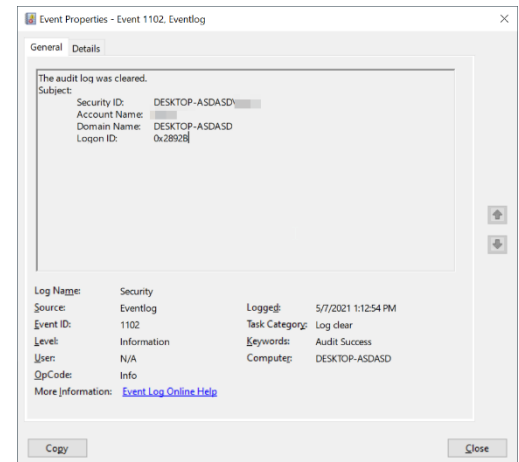 Event Properties - Event 1102, Eventlog
General Details
The audit log was cleared.
Subject:
Security ID: DESKTOP-ASDASD\
Account Name:
Domain Name: DESKTOP-ASDASD
Logon ID: 0x2892B
Log Name: Security
Source: Eventlog Logged: 5/7/2021 1:12:54 PM
Event ID: 1102 Task Category: Log clear
Level: Information Keywords: Audit Success
User: N/A Computer: DESKTOP-ASDASD
OpCode: Info
More Information: Event Log Online Help
Copy Close